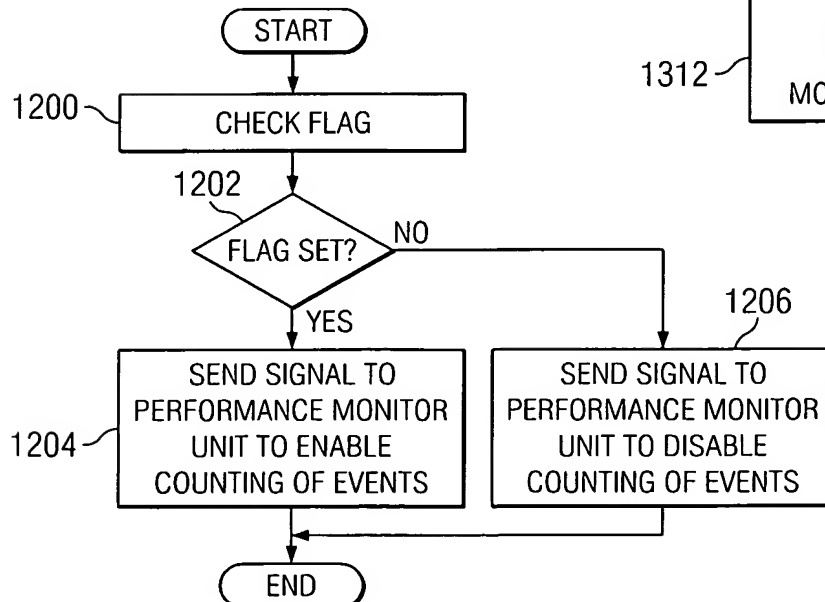 START
1200
CHECK FLAG
1312
1202
FLAG SET?
NO
YES
1206
1204
SEND SIGNAL TO
PERFORMANCE MONITOR
UNIT TO ENABLE
COUNTING OF EVENTS
SEND SIGNAL TO
PERFORMANCE MONITOR
UNIT TO DISABLE
COUNTING OF EVENTS
END